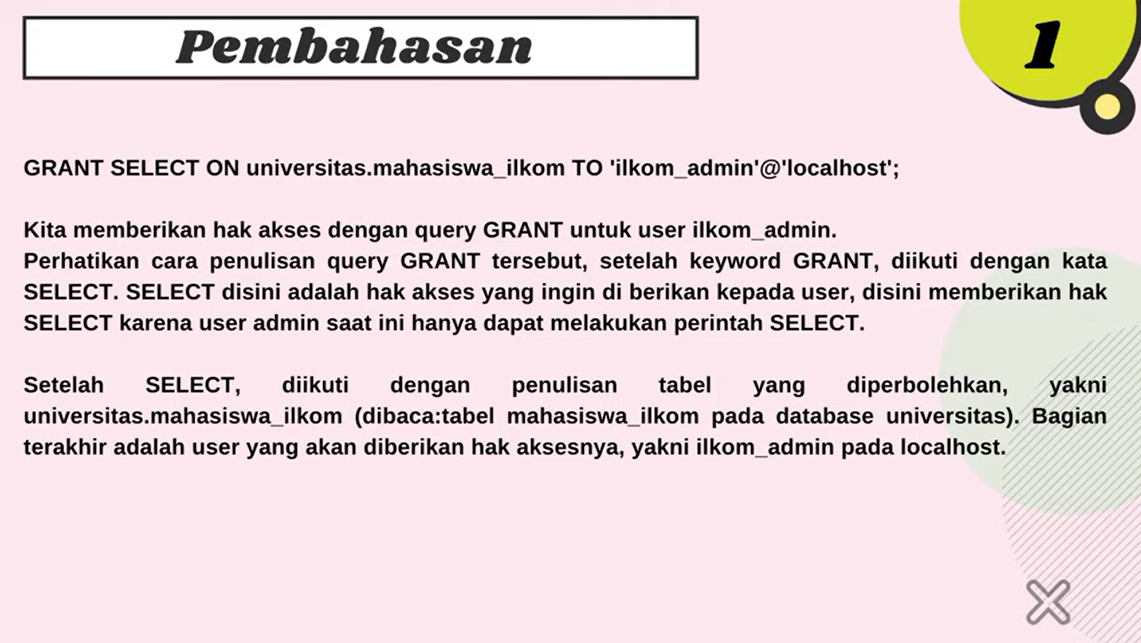 Pembahasan
1
GRANT SELECT ON universitas.mahasiswa_ilkom TO 'ilkom_admin'@'localhost';
Kita memberikan hak akses dengan query GRANT untuk user ilkom_admin.
Perhatikan cara penulisan query GRANT tersebut, setelah keyword GRANT, diikuti dengan kata
SELECT. SELECT disini adalah hak akses yang ingin di berikan kepada user, disini memberikan hak
SELECT karena user admin saat ini hanya dapat melakukan perintah SELECT.
Setelah SELECT, diikuti dengan penulisan tabel yang diperbolehkan, yakni
universitas.mahasiswa_ilkom (dibaca:tabel mahasiswa_ilkom pada database universitas). Bagian
terakhir adalah user yang akan diberikan hak aksesnya, yakni ilkom_admin pada localhost.